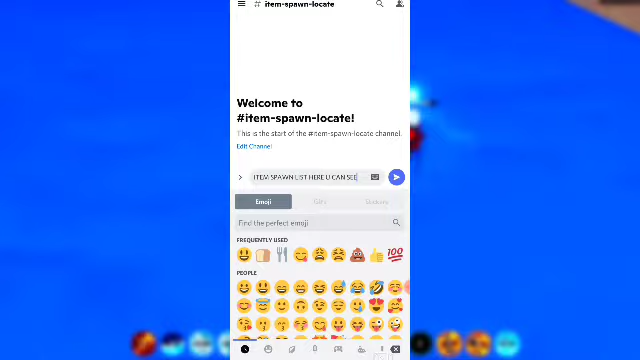 # item-spawn-locate
Welcome to
#item-spawn-locate!
This is the start of the #item-spawn-locate channel.
Edit Channel
ITEM SPAWN LIST HERE U CAN SEE
Emoji
GIFs
Stickers
Find the perfect emoji
FREQUENTLY USED
100
PEOPLE